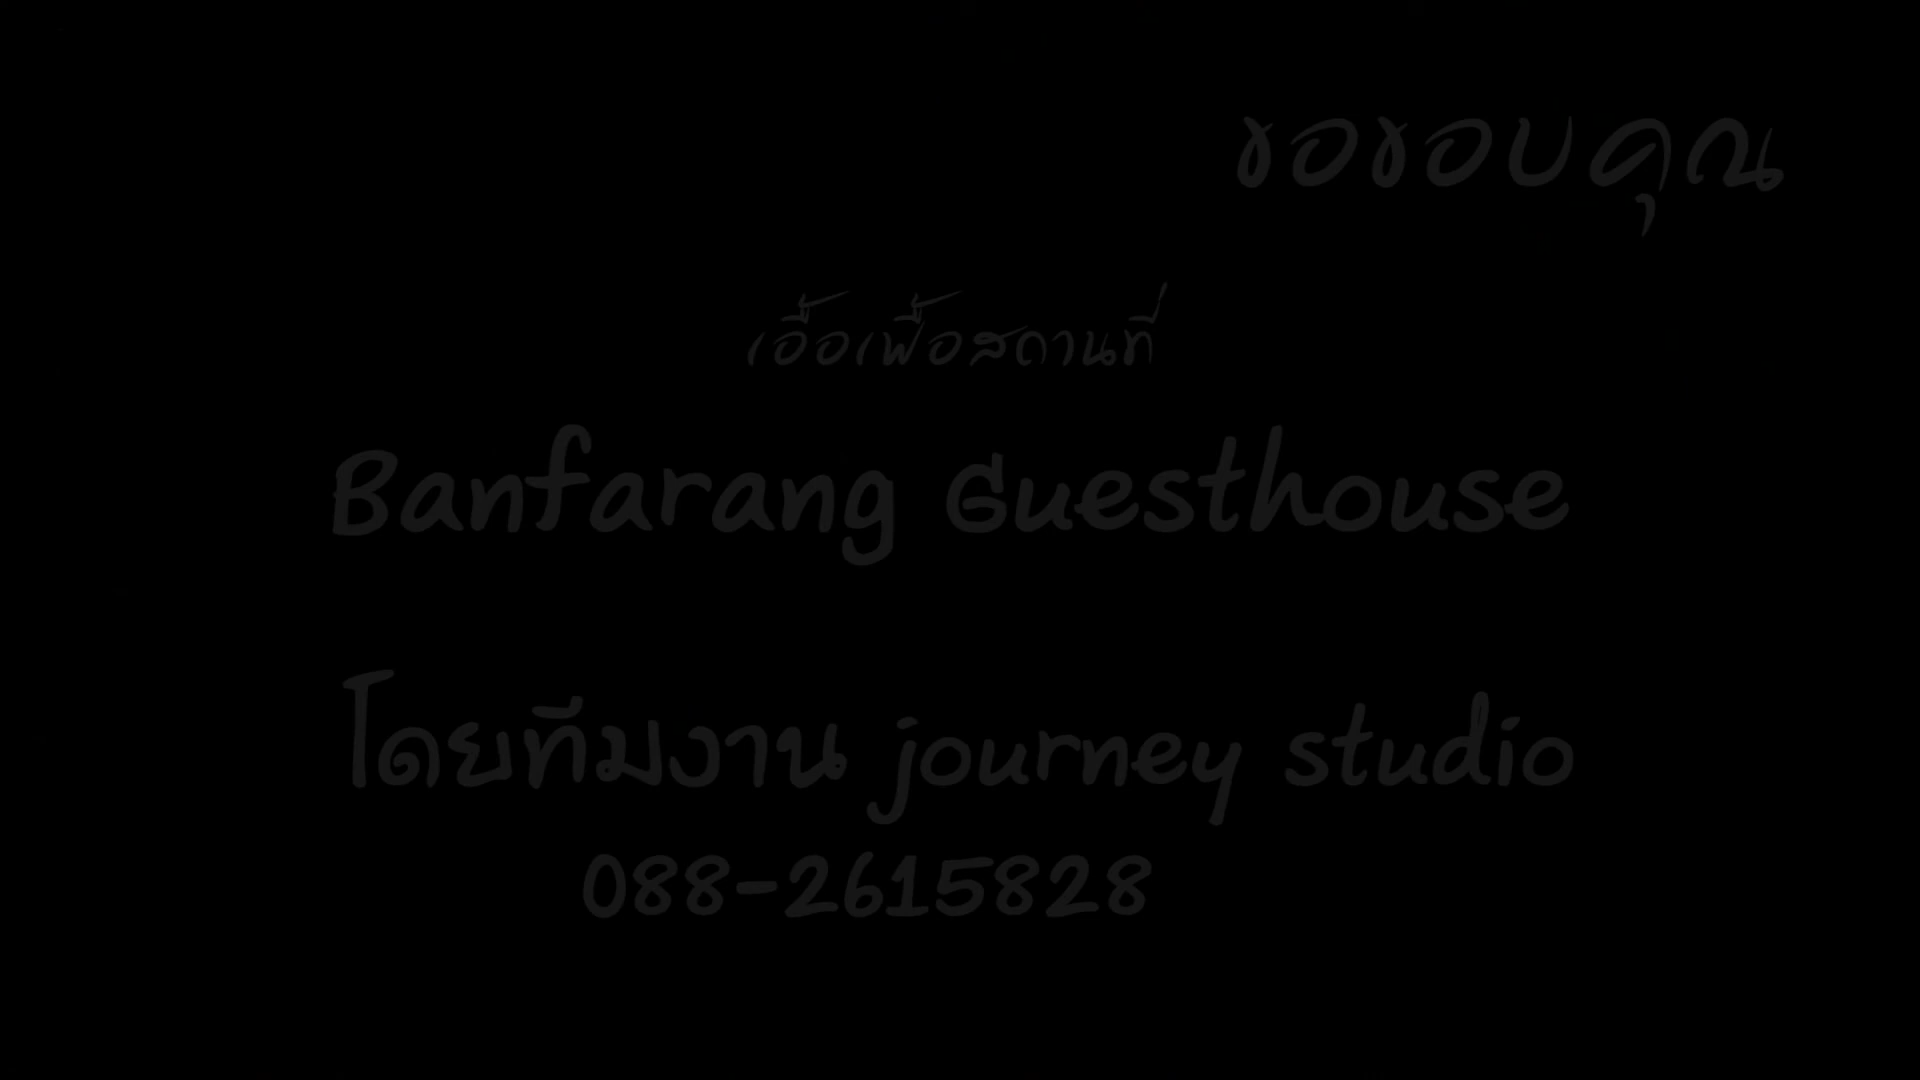 ขอขอบคุณ
เอื้อเฟื้อสถานที่
Banfarang Guesthouse
โดยทีมงาน journey studio
088-2615828